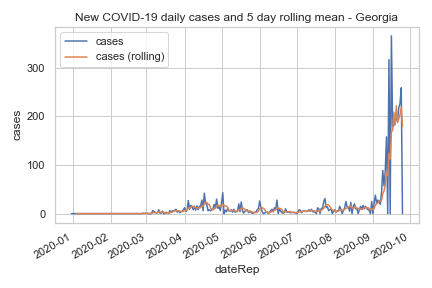 New COVID-19 daily cases and 5 day rolling mean - Georgia
cases
cases (rolling)
300
200
100
0
cases
2020-01
2020-02
2020-03
2020-04
2020-05
2020-06
2020-07
2020-08
2020-09
2020-10
dateRep